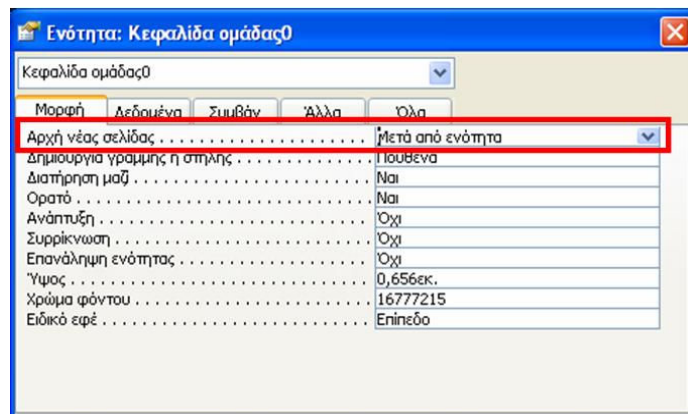 Ενότητα: Κεφαλίδα ομάδας0
Κεφαλίδα ομάδας0
Μορφή Δεδομένα Συμβάν Άλλα Όλα
Αρχή νέας σελίδας . . . . . . . . . . . . . . . . . . . . . . Μετά από ενότητα
Δημιουργία γραμμής ή στήλης . . . . . . . . . . . . . . Πουθενά
Διατήρηση μαζί . . . . . . . . . . . . . . . . . . . . . . . . . Ναι
Ορατό . . . . . . . . . . . . . . . . . . . . . . . . . . . . . . . Ναι
Ανάπτυξη . . . . . . . . . . . . . . . . . . . . . . . . . . . . Όχι
Συρρίκνωση . . . . . . . . . . . . . . . . . . . . . . . . . . . Όχι
Επανάληψη ενότητας . . . . . . . . . . . . . . . . . . . . Όχι
Ύψος . . . . . . . . . . . . . . . . . . . . . . . . . . . . . . . . 0,656εκ.
Χρώμα φόντου . . . . . . . . . . . . . . . . . . . . . . . . . 16777215
Ειδικό εφέ . . . . . . . . . . . . . . . . . . . . . . . . . . . . Επίπεδο